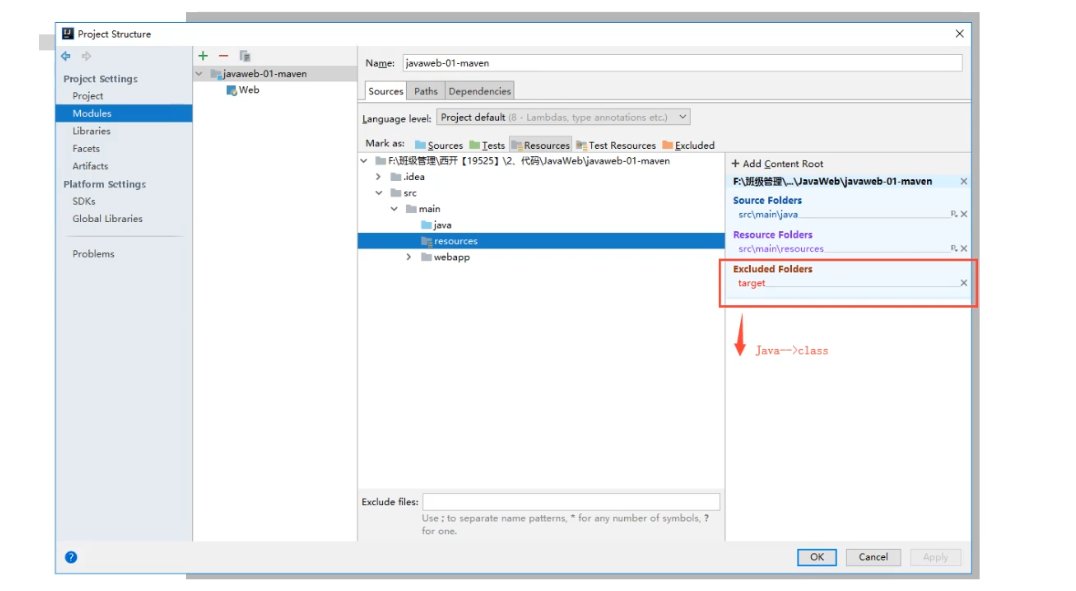 Project Structure
Project Settings
Project
Modules
Libraries
Facets
Artifacts
Platform Settings
SDKs
Global Libraries
Problems
javaweb-01-maven
Web
Name: javaweb-01-maven
Sources Paths Dependencies
Language level: Project default (8 - Lambdas, type annotations etc.)
Mark as: Sources Tests Resources Test Resources Excluded
F:\班级管理\西开【19525】\2、代码\JavaWeb\javaweb-01-maven
.idea
src
main
java
resources
webapp
+ Add Content Root
F:\班级管理\...\JavaWeb\javaweb-01-maven
Source Folders
src\main\java
Resource Folders
src\main\resources
Excluded Folders
target
Java-->class
Exclude files:
Use ; to separate name patterns, * for any number of symbols, ?
for one.
OK Cancel Apply